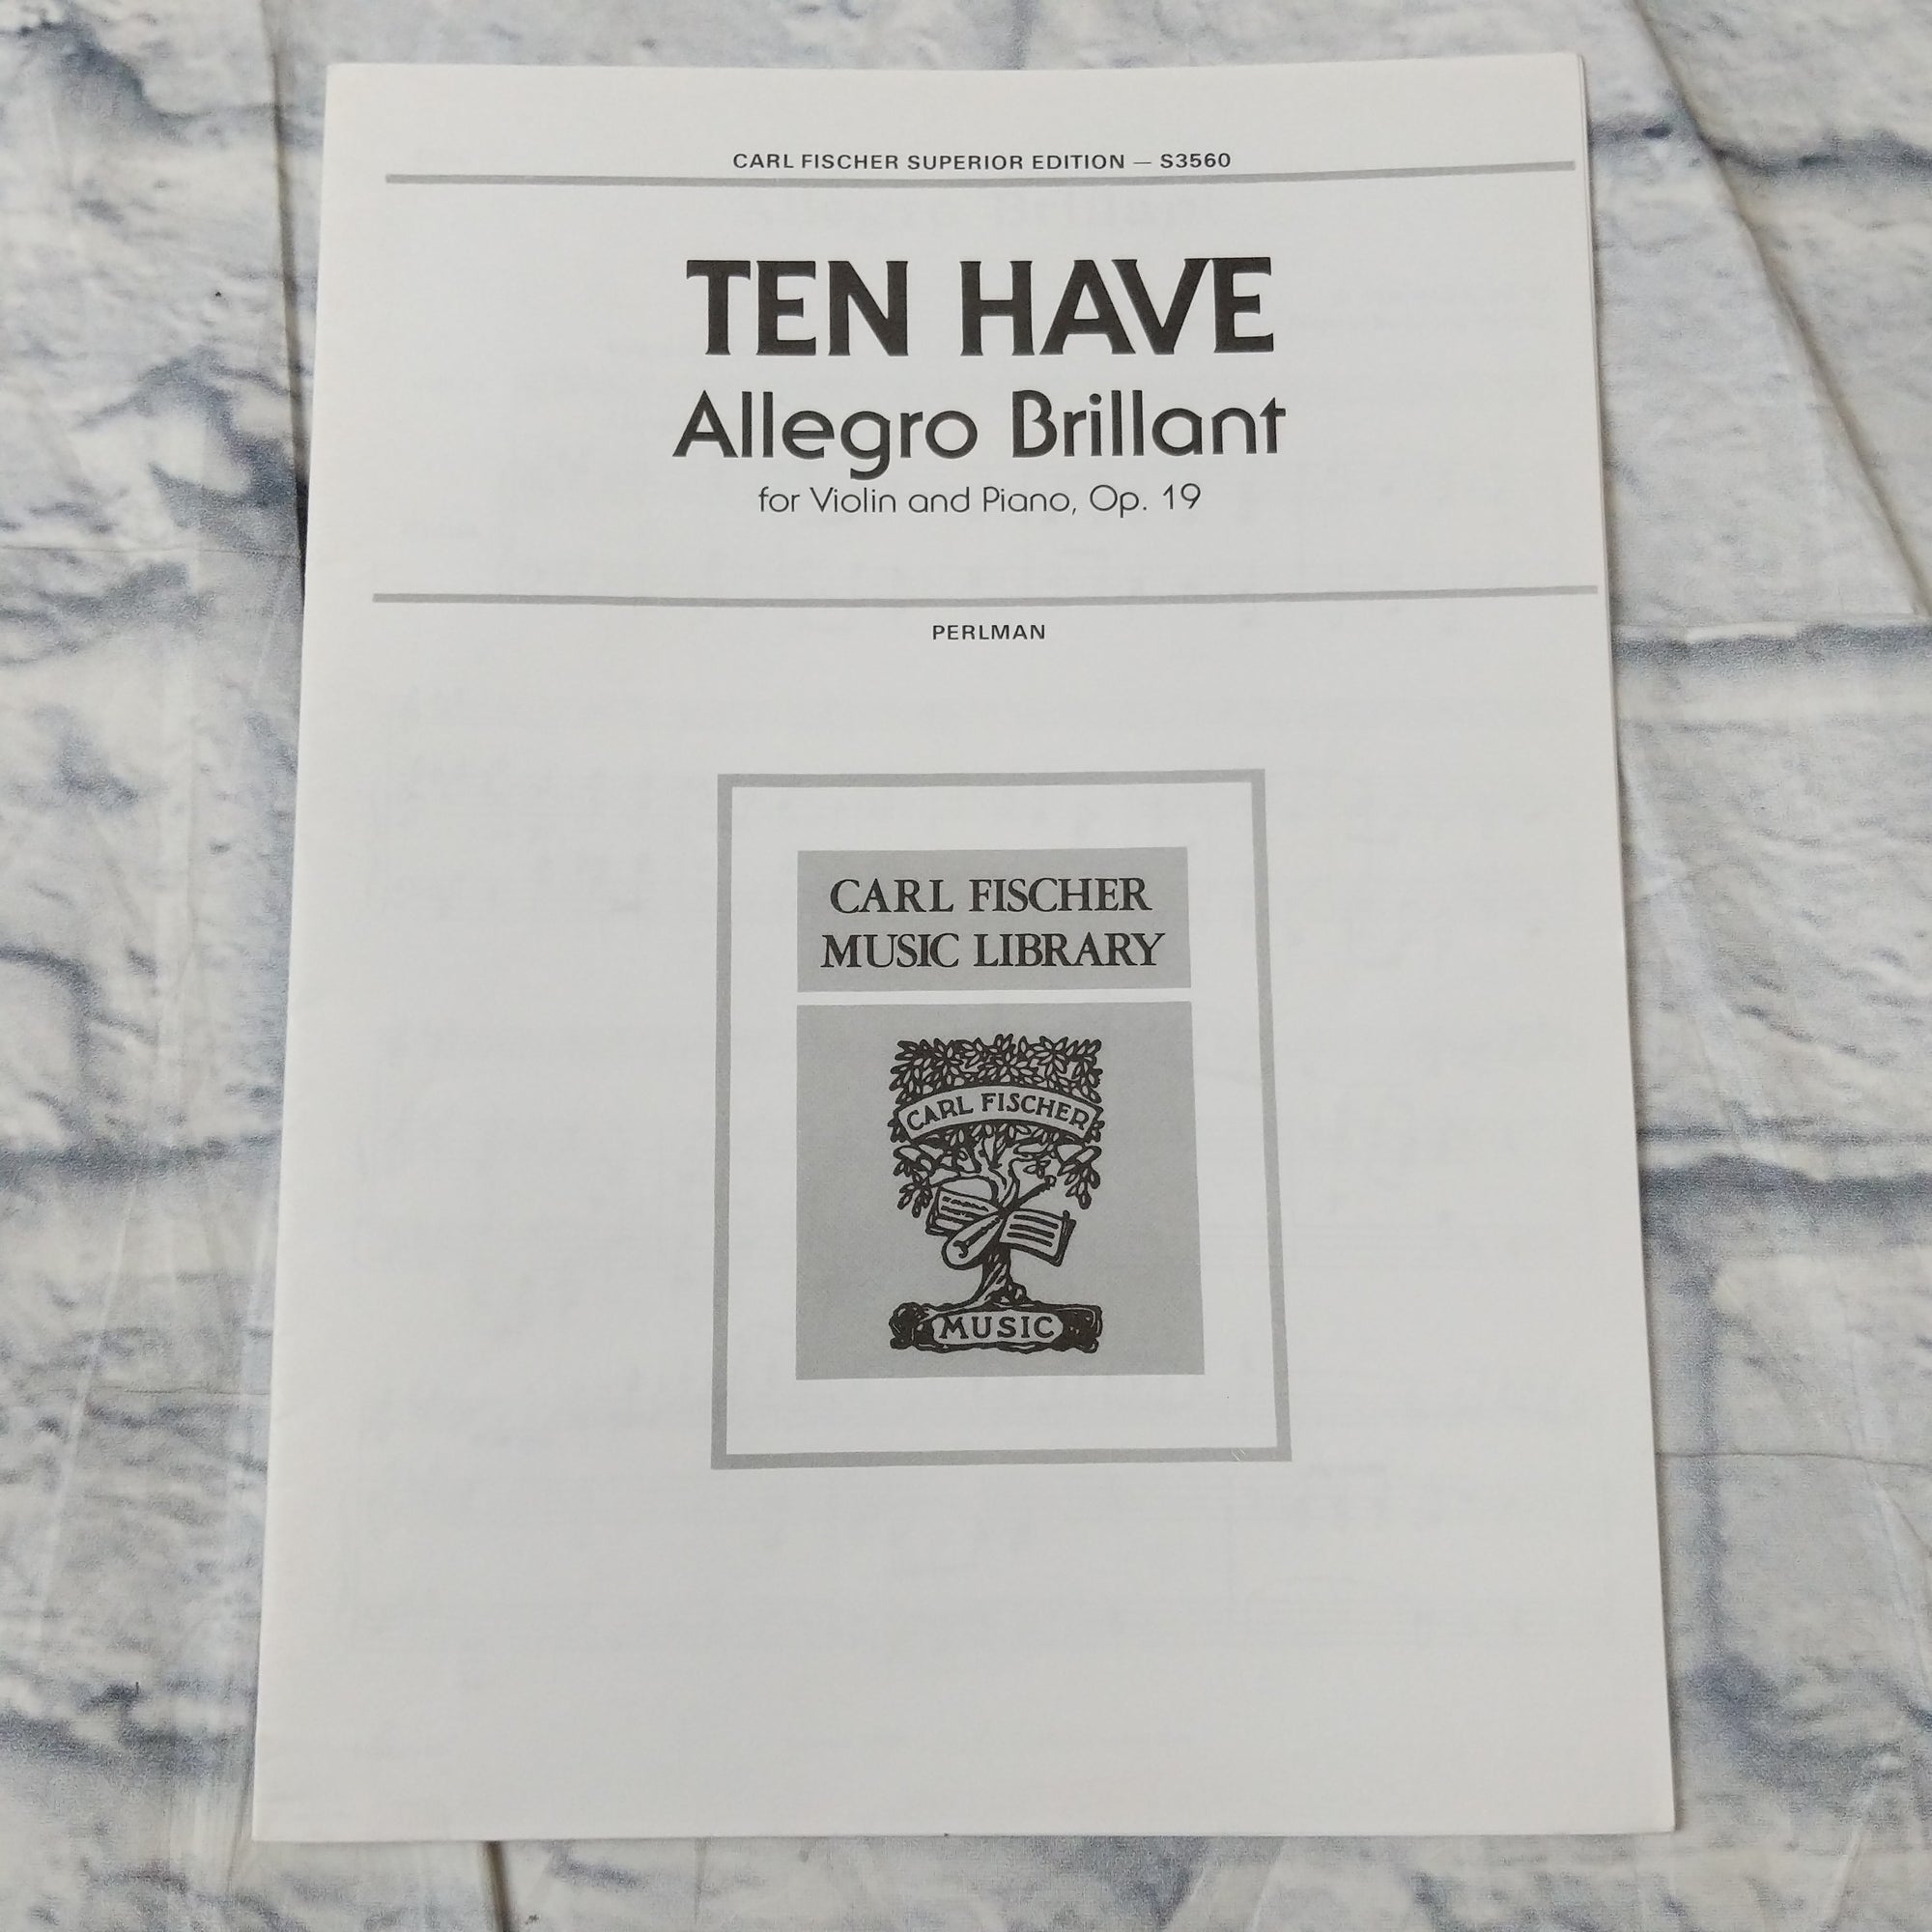 CARL FISCHER SUPERIOR EDITION — S3560
TEN HAVE
Allegro Brillant
for Violin and Piano, Op. 19
PERLMAN
CARL FISCHER
MUSIC LIBRARY
CARL FISCHER
MUSIC